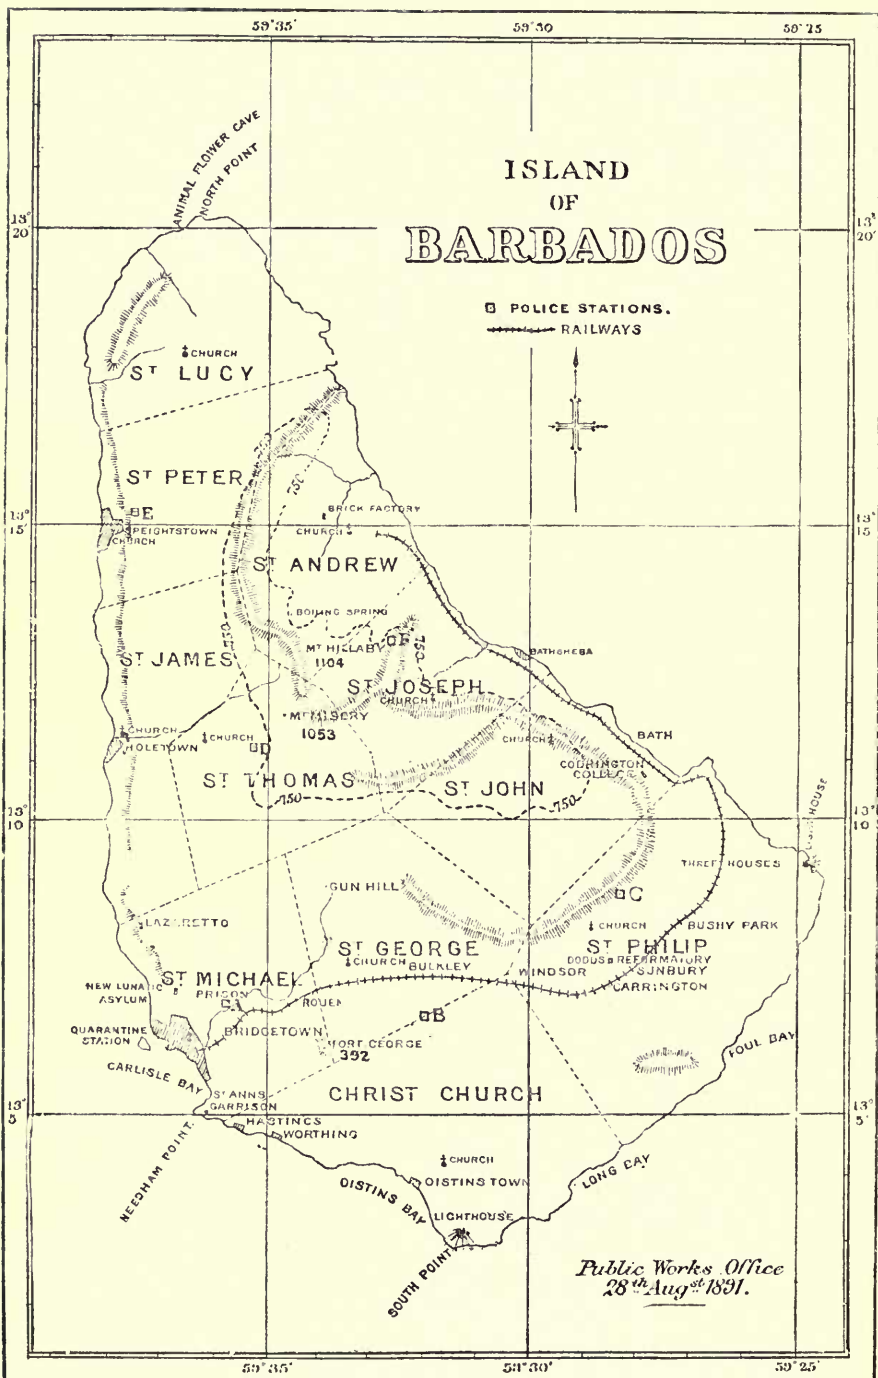 59°35'
59°30
59°25
ANIMAL FLOWER CAVE
NORTH POINT
ISLAND
OF
BARBADOS
13°
20'
13°
20'
POLICE STATIONS.
RAILWAYS
CHURCH
ST LUCY
ST PETER
750
750
E
SPEIGHTSTOWN
CHURCH
BRICK FACTORY
CHURCH
13°
15'
13°
15'
ST ANDREW
BOILING SPRING
ST JAMES
750
MT HILLABY
1104
F
750
BATHSHEBA
ST JOSEPH
CHURCH
MT MISERY
1053
CHURCH
HOLETOWN
CHURCH
D
CHURCH
BATH
CODRINGTON
COLLEGE
ST THOMAS
750
ST JOHN
750
LIGHTHOUSE
13°
10'
13°
10'
THREE HOUSES
GUN HILL
C
LAZARETTO
CHURCH
BUSHY PARK
ST GEORGE
CHURCH
BULKLEY
ST PHILIP
DODDS REFORMATORY
WINDSOR
SUNBURY
CARRINGTON
ST MICHAEL
NEW LUNATIC
ASYLUM
PRISON
A
ROUEN
B
QUARANTINE
STATION
BRIDGETOWN
FORT GEORGE
392
FOUL BAY
CARLISLE BAY
CHRIST CHURCH
ST ANNS
GARRISON
13°
5'
13°
5'
HASTINGS
WORTHING
NEEDHAM POINT.
CHURCH
OISTINS TOWN
OISTINS BAY
LONG BAY
LIGHTHOUSE
SOUTH POINT
Public Works Office
28th Augst 1891.
59°35'
59°30
59°25